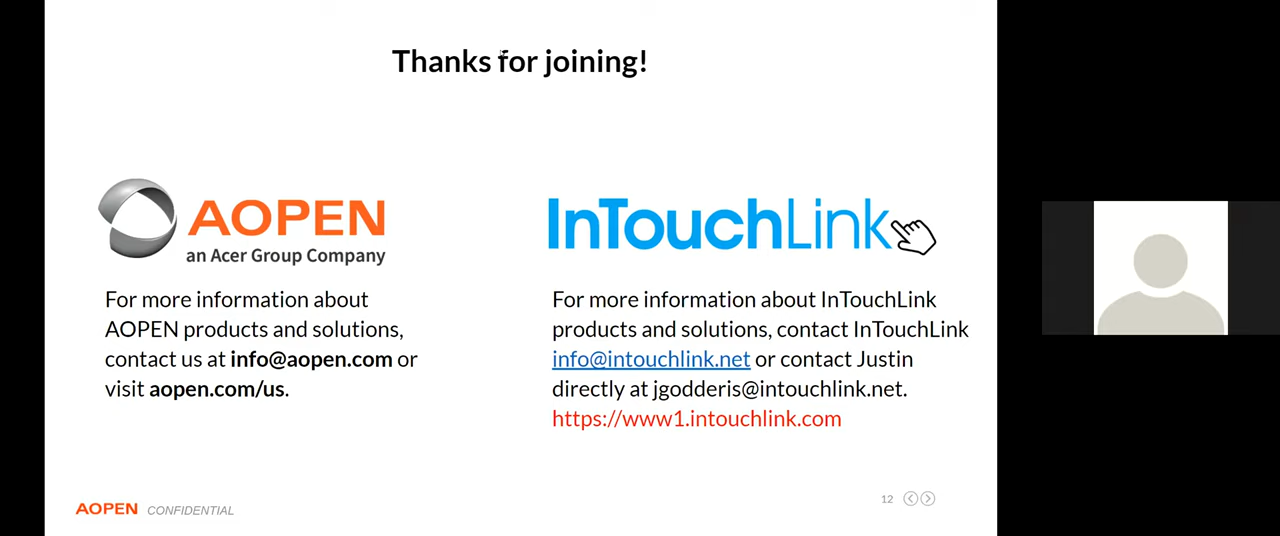 Thanks for joining!
AOPEN
an Acer Group Company
For more information about
AOPEN products and solutions,
contact us at info@aopen.com or
visit aopen.com/us.
InTouchLink
For more information about InTouchLink
products and solutions, contact InTouchLink
info@intouchlink.net or contact Justin
directly at jgodderis@intouchlink.net.
https://www1.intouchlink.com
AOPEN CONFIDENTIAL
12